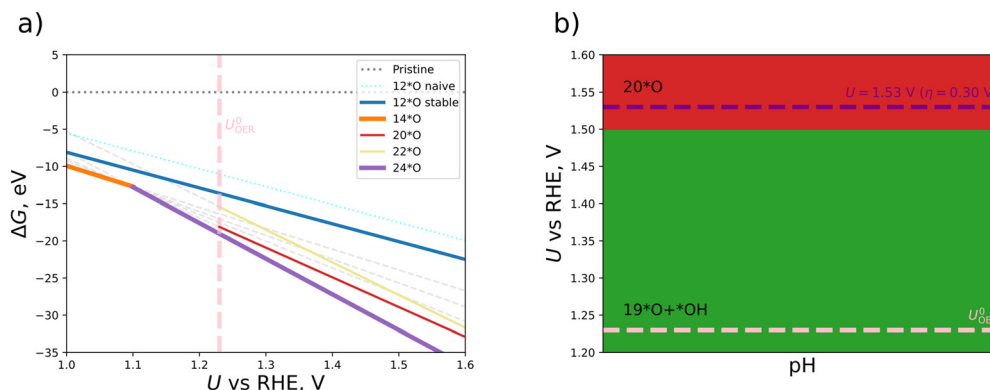 a)
ΔG, eV
5
0
−5
−10
−15
−20
−25
−30
−35
1.0
1.1
1.2
1.3
1.4
1.5
1.6
U vs RHE, V
U⁰OER
Pristine
12*O naive
12*O stable
14*O
20*O
22*O
24*O
b)
U vs RHE, V
1.60
1.55
1.50
1.45
1.40
1.35
1.30
1.25
1.20
20*O
U = 1.53 V (η = 0.30 V
19*O+*OH
U⁰OER
pH